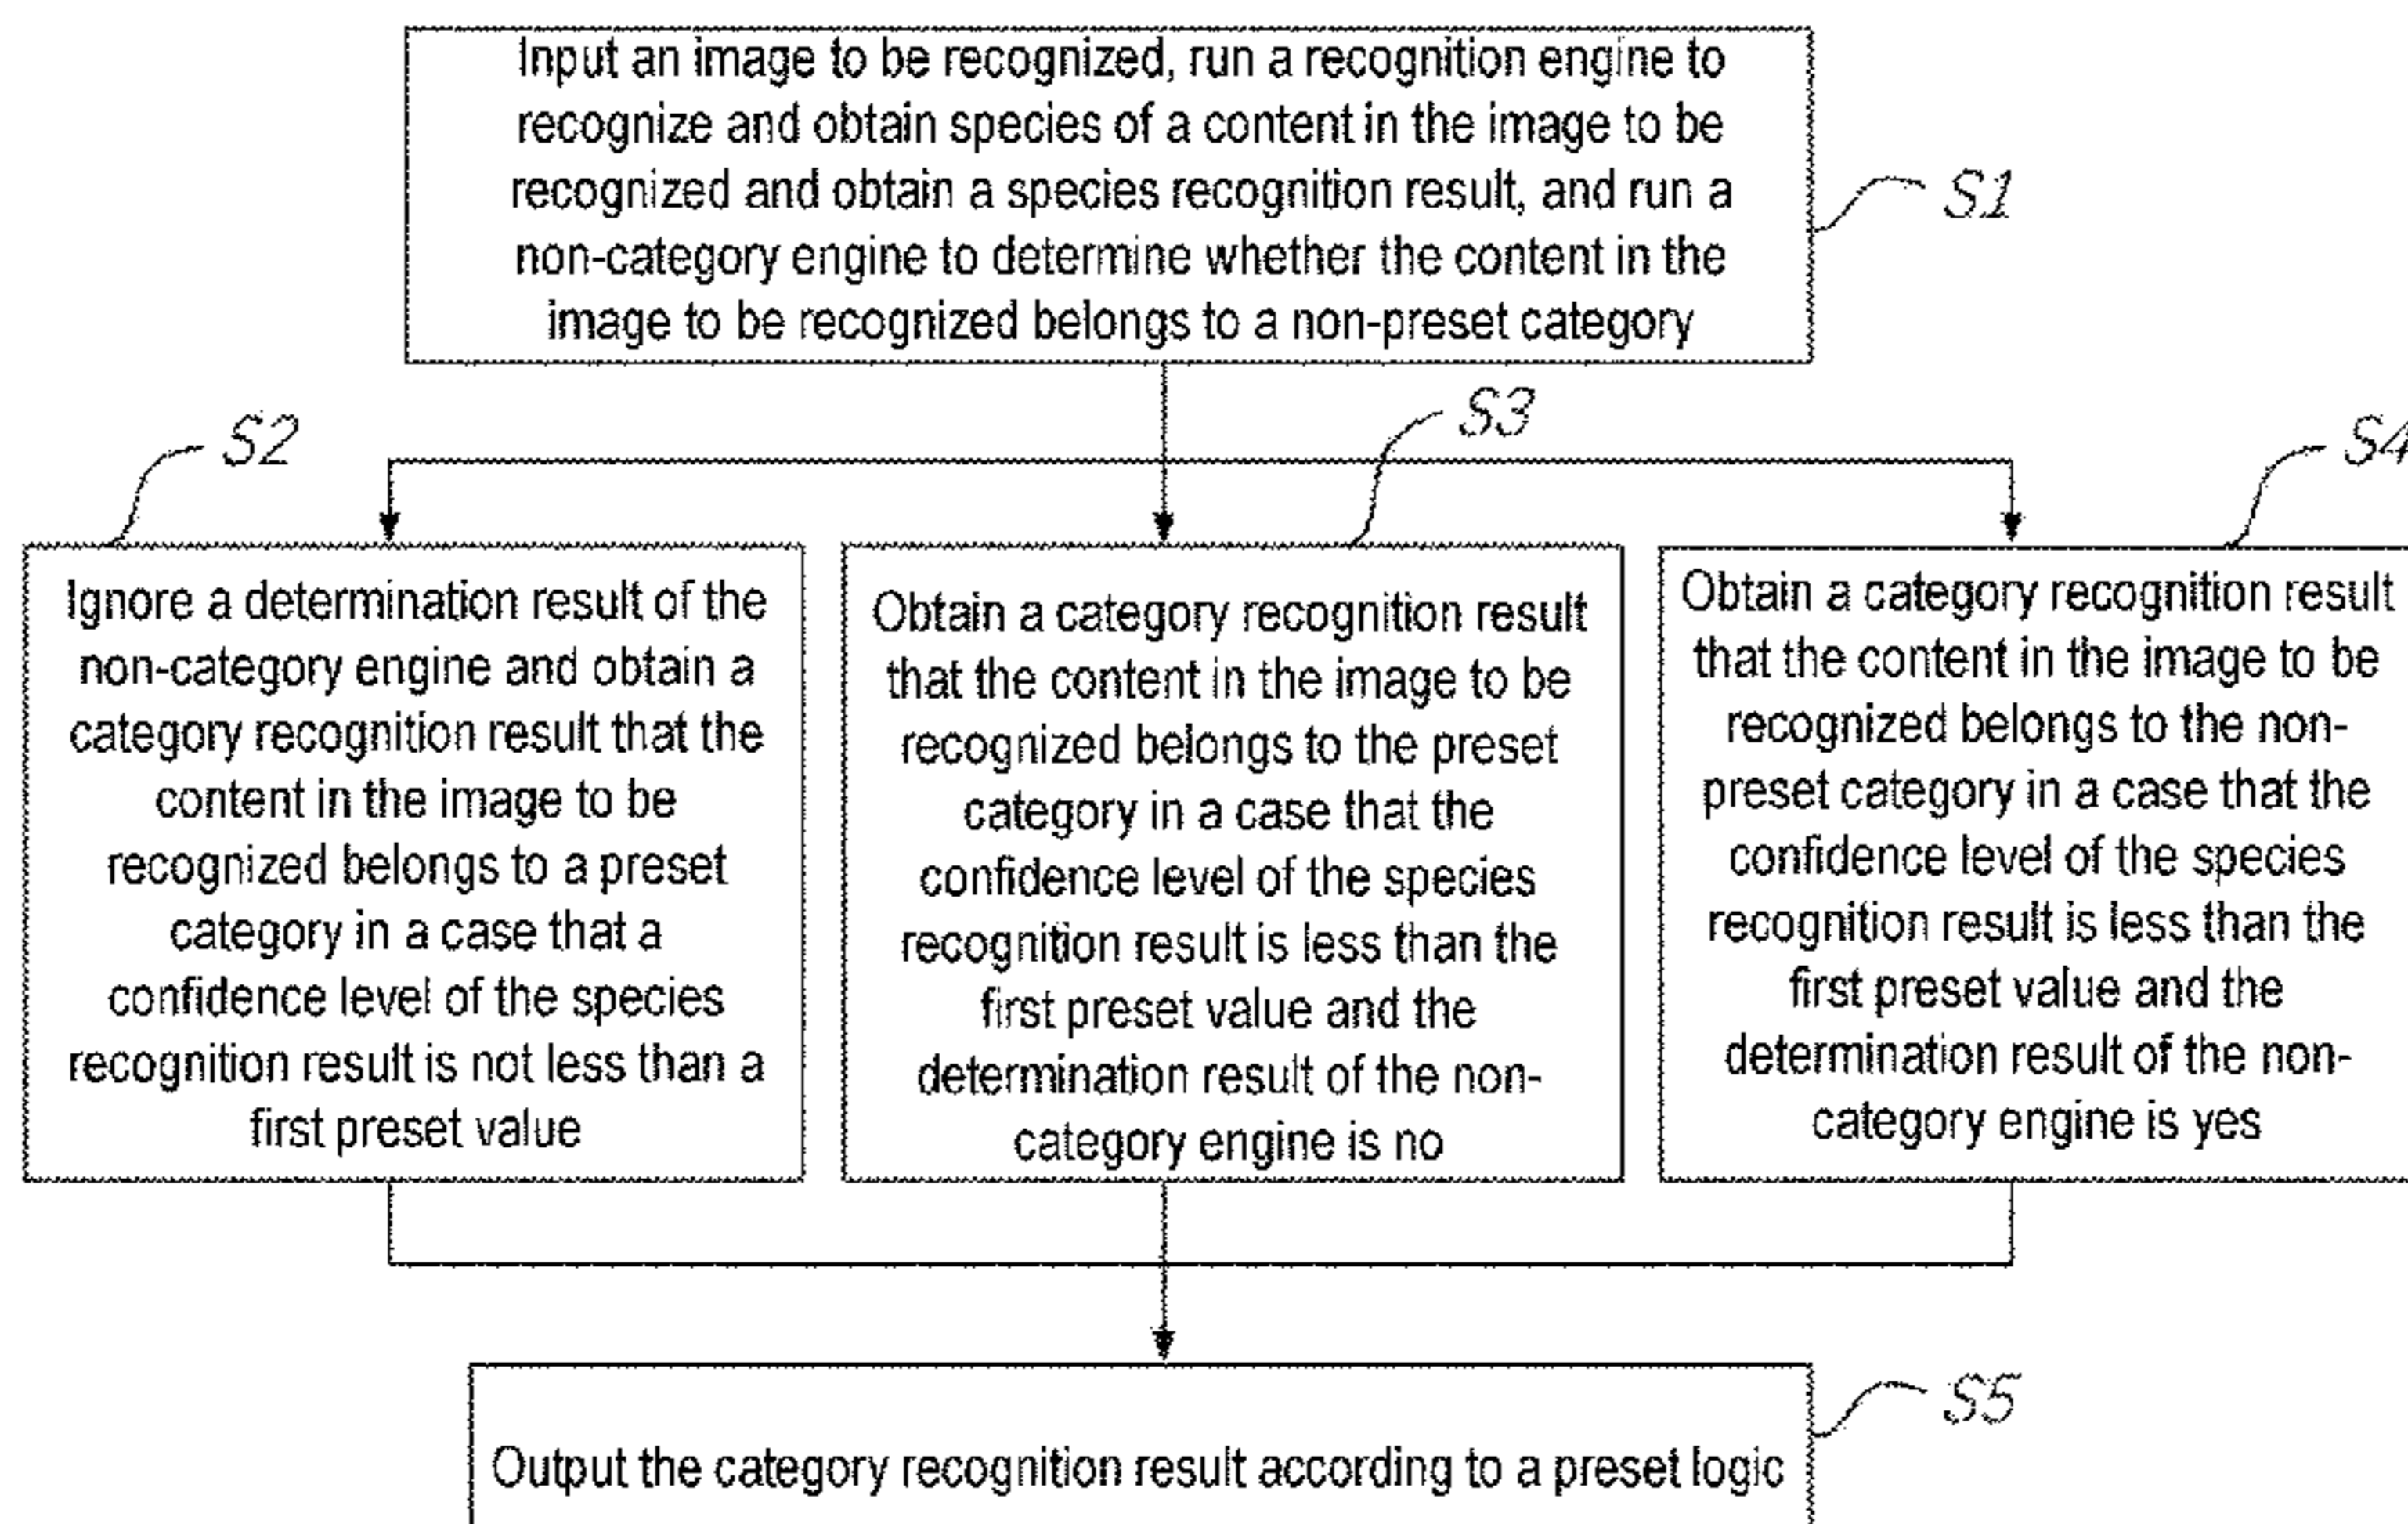 Input an image to be recognized, run a recognition engine to
recognize and obtain species of a content in the image to be
recognized and obtain a species recognition result, and run a
non-category engine to determine whether the content in the
image to be recognized belongs to a non-preset category
S1
S2
S3
S4
Ignore a determination result of the
non-category engine and obtain a
category recognition result that the
content in the image to be
recognized belongs to a preset
category in a case that a
confidence level of the species
recognition result is not less than a
first preset value
Obtain a category recognition result
that the content in the image to be
recognized belongs to the preset
category in a case that the
confidence level of the species
recognition result is less than the
first preset value and the
determination result of the non-
category engine is no
Obtain a category recognition result
that the content in the image to be
recognized belongs to the non-
preset category in a case that the
confidence level of the species
recognition result is less than the
first preset value and the
determination result of the non-
category engine is yes
S5
Output the category recognition result according to a preset logic